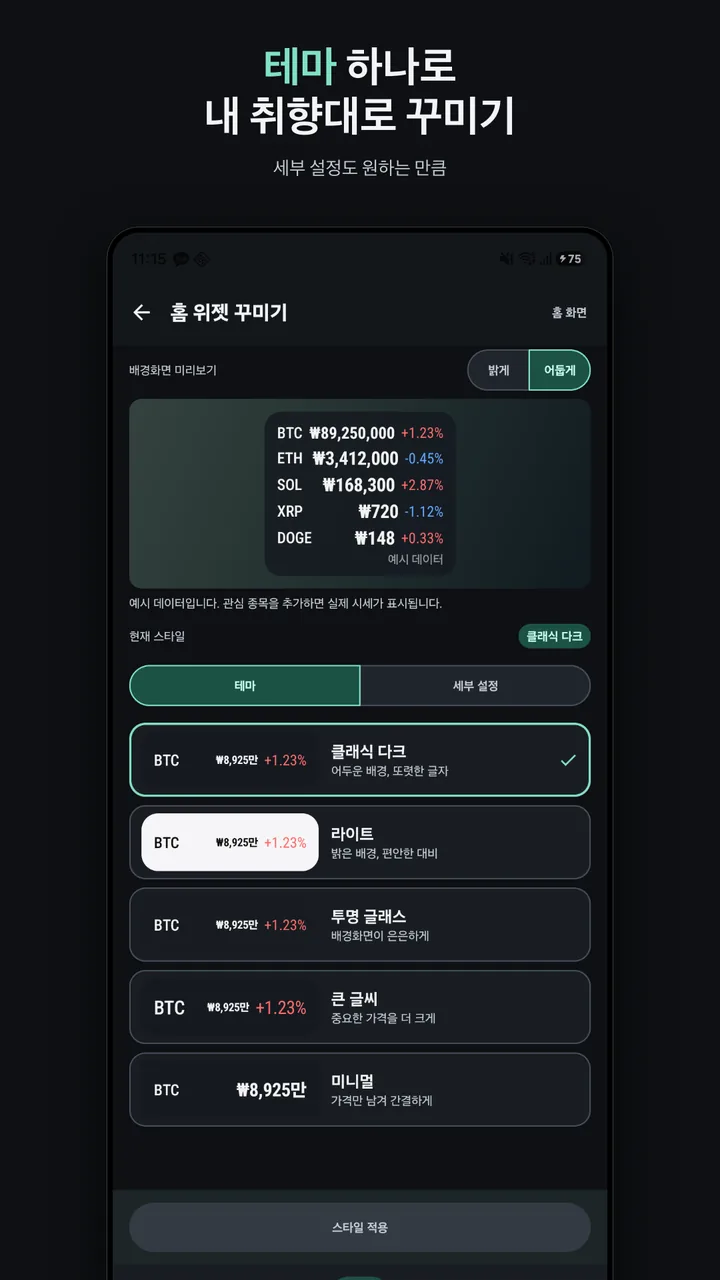 테마 하나로
내 취향대로 꾸미기
세부 설정도 원하는 만큼
11:15
75
홈 위젯 꾸미기
홈 화면
배경화면 미리보기
밝게
어둡게
BTC ₩89,250,000 +1.23%
ETH ₩3,412,000 -0.45%
SOL ₩168,300 +2.87%
XRP ₩720 -1.12%
DOGE ₩148 +0.33%
예시 데이터
예시 데이터입니다. 관심 종목을 추가하면 실제 시세가 표시됩니다.
현재 스타일
클래식 다크
테마
세부 설정
BTC ₩8,925만 +1.23%
클래식 다크
어두운 배경, 또렷한 글자
BTC ₩8,925만 +1.23%
라이트
밝은 배경, 편안한 대비
BTC ₩8,925만 +1.23%
투명 글래스
배경화면이 은은하게
BTC ₩8,925만 +1.23%
큰 글씨
중요한 가격을 더 크게
BTC ₩8,925만
미니멀
가격만 남겨 간결하게
스타일 적용